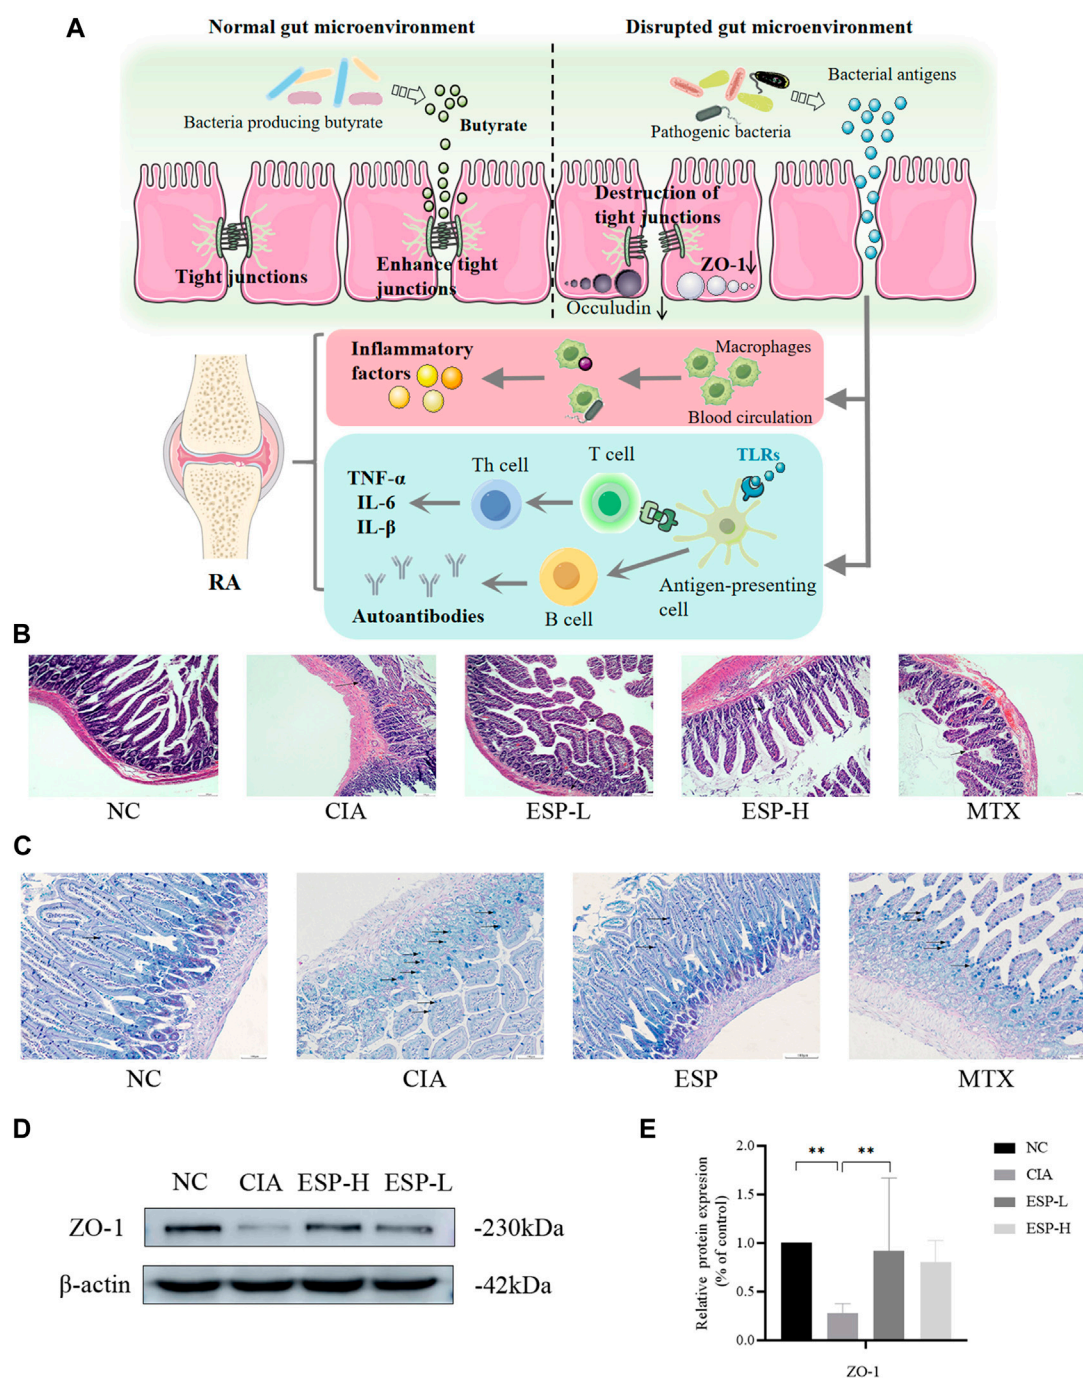 A
Normal gut microenvironment
Disrupted gut microenvironment
Bacteria producing butyrate
Butyrate
Pathogenic bacteria
Bacterial antigens
Tight junctions
Enhance tight
junctions
Destruction of
tight junctions
ZO-1
Occuludin
Inflammatory
factors
Macrophages
Blood circulation
TNF-α
IL-6
IL-β
Th cell
T cell
TLRs
Antigen-presenting
cell
Autoantibodies
B cell
RA
B
NC
CIA
ESP-L
ESP-H
MTX
C
NC
CIA
ESP
MTX
D
NC CIA ESP-H ESP-L
ZO-1 -230kDa
β-actin -42kDa
E
Relative protein expresion
(% of control)
2.0
1.5
1.0
0.5
0.0
** **
ZO-1
NC
CIA
ESP-L
ESP-H